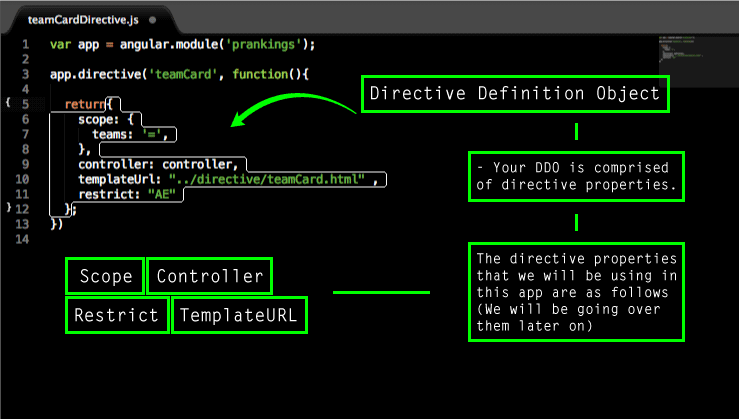 teamCardDirective.js
1 var app = angular.module('prankings');
2
3 app.directive('teamCard', function(){
4
{ 5 return{
6 scope: {
7 teams: '=',
8 },
9 controller: controller,
10 templateUrl: "../directive/teamCard.html" ,
11 restrict: "AE"
} 12 };
13 })
14
Directive Definition Object
- Your DDO is comprised
of directive properties.
The directive properties
that we will be using in
this app are as follows
(We will be going over
them later on)
Scope
Controller
Restrict
TemplateURL